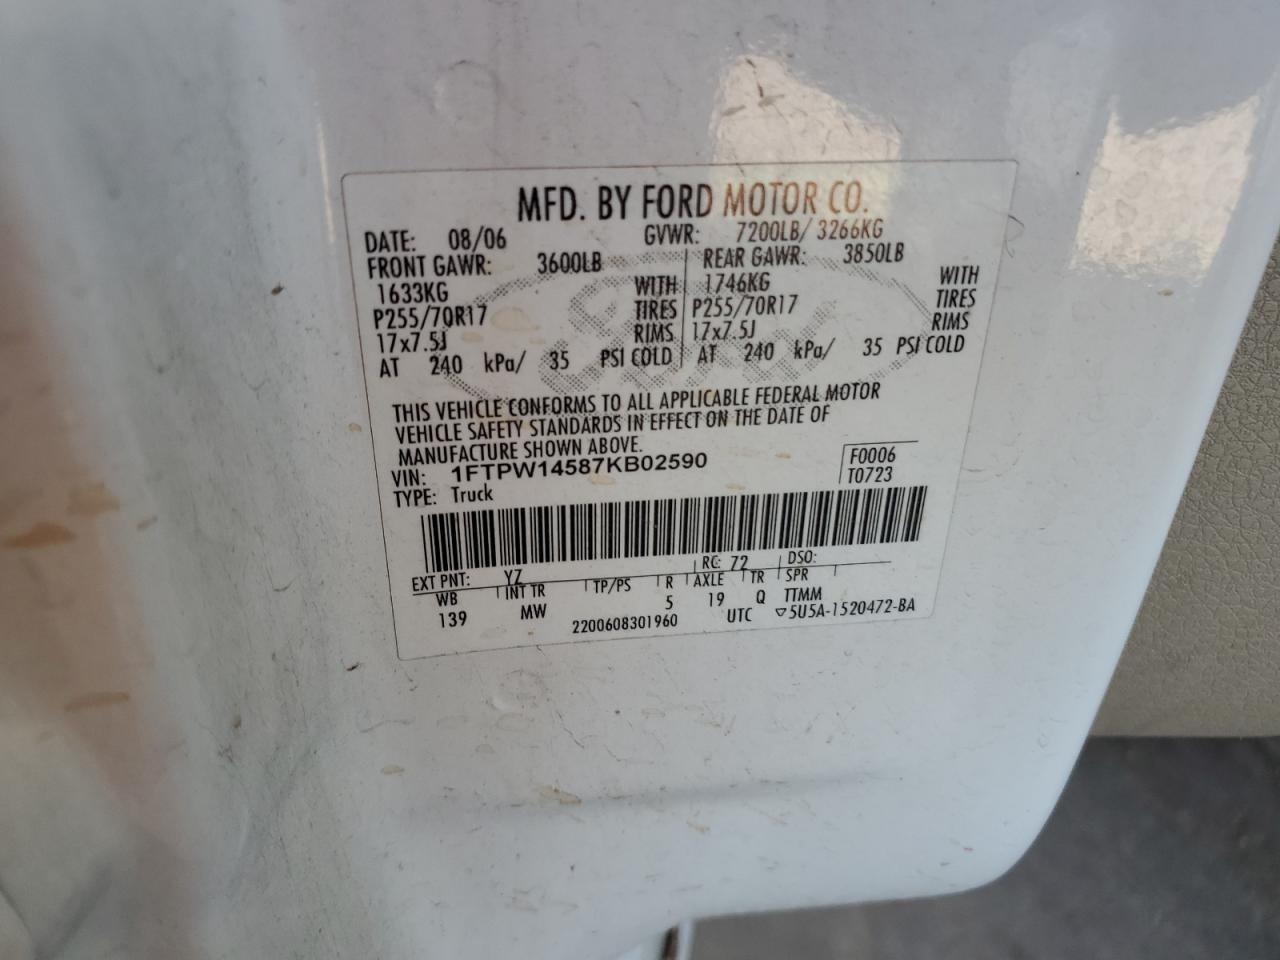 MFD. BY FORD MOTOR CO.
DATE: 08/06 GVWR: 7200LB/ 3266KG
FRONT GAWR: 3600LB REAR GAWR: 3850LB
1633KG WITH 1746KG WITH
P255/70R17 TIRES P255/70R17 TIRES
17x7.5J RIMS 17x7.5J RIMS
AT 240 kPa/ 35 PSI COLD AT 240 kPa/ 35 PSI COLD
THIS VEHICLE CONFORMS TO ALL APPLICABLE FEDERAL MOTOR
VEHICLE SAFETY STANDARDS IN EFFECT ON THE DATE OF
MANUFACTURE SHOWN ABOVE.
VIN: 1FTPW14587KB02590 F0006
TYPE: Truck T0723
EXT PNT: YZ RC: 72 DSO:
WB INT TR TP/PS R AXLE TR SPR
139 MW 5 19 Q TTMM
2200608301960 UTC ▽5U5A-1520472-BA